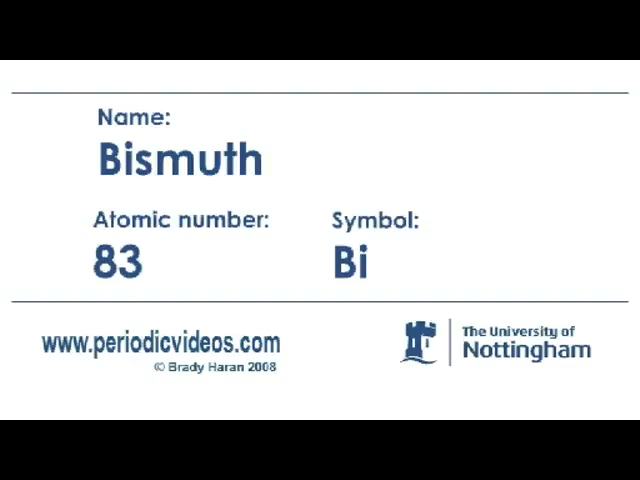 Name:
Bismuth
Atomic number: Symbol:
83 Bi
www.periodicvideos.com
© Brady Haran 2008
The University of
Nottingham